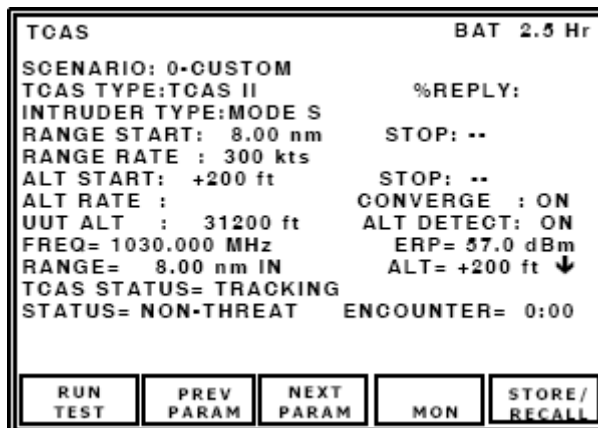 TCAS BAT 2.5 Hr
SCENARIO: 0-CUSTOM
TCAS TYPE:TCAS II %REPLY:
INTRUDER TYPE:MODE S
RANGE START: 8.00 nm STOP: --
RANGE RATE : 300 kts
ALT START: +200 ft STOP: --
ALT RATE : CONVERGE : ON
UUT ALT : 31200 ft ALT DETECT: ON
FREQ= 1030.000 MHz ERP= 57.0 dBm
RANGE= 8.00 nm IN ALT= +200 ft ↓
TCAS STATUS= TRACKING
STATUS= NON-THREAT ENCOUNTER= 0:00
RUN TEST
PREV PARAM
NEXT PARAM
MON
STORE/ RECALL